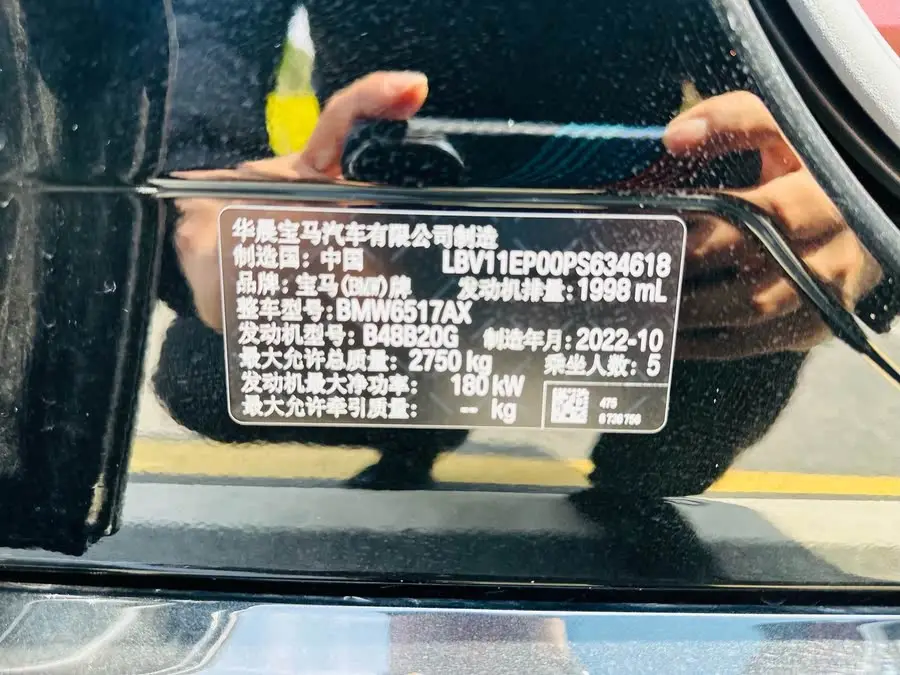 华晨宝马汽车有限公司制造
制造国：中国 LBV11EP00PS634618
品牌：宝马(BMW)牌 发动机排量：1998 mL
整车型号：BMW6517AX
发动机型号：B48B20G 制造年月：2022-10
最大允许总质量：2750 kg 乘坐人数：5
发动机最大净功率： 180 kW
最大允许牵引质量： -- kg
475
6736756